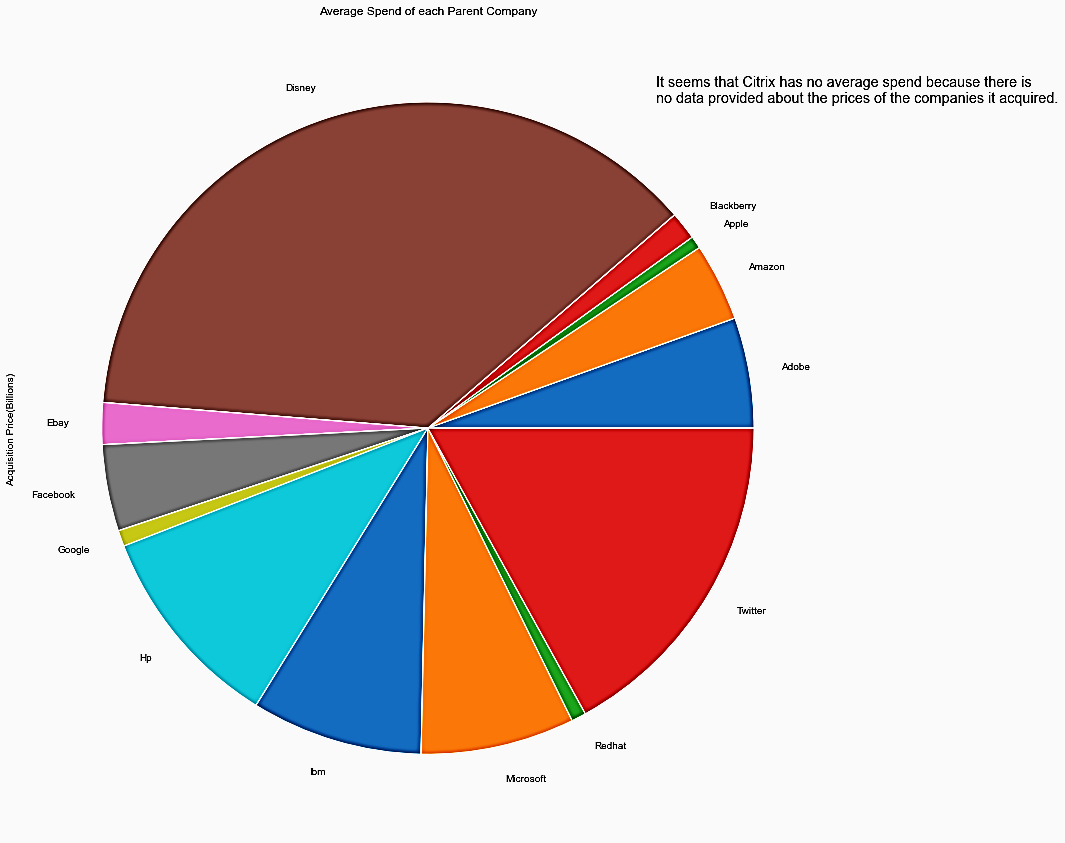 Average Spend of each Parent Company
It seems that Citrix has no average spend because there is
no data provided about the prices of the companies it acquired.
Disney
Blackberry
Apple
Amazon
Adobe
Acquisition Price(Billions)
Ebay
Facebook
Google
Hp
Ibm
Microsoft
Redhat
Twitter